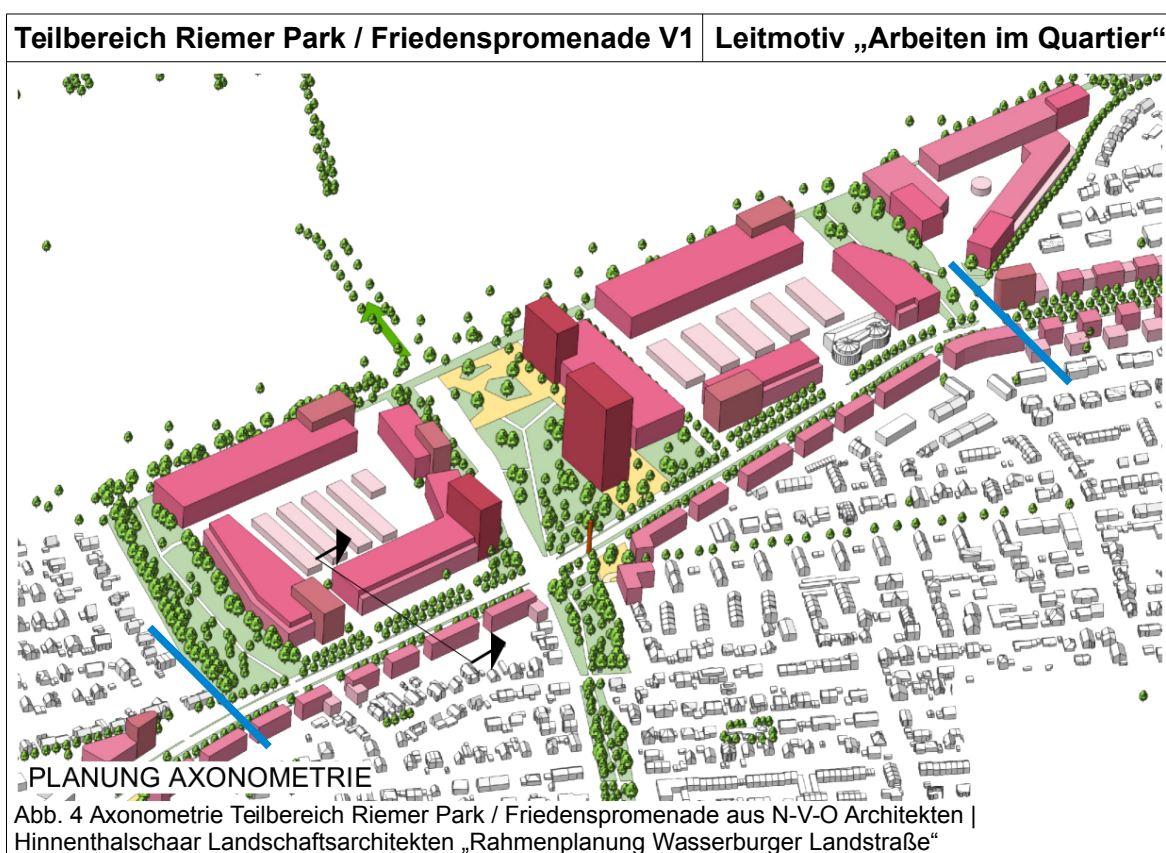 Teilbereich Riemer Park / Friedenspromenade V1
Leitmotiv „Arbeiten im Quartier“
PLANUNG AXONOMETRIE
Abb. 4 Axonometrie Teilbereich Riemer Park / Friedenspromenade aus N-V-O Architekten |
Hinnenthalschaar Landschaftsarchitekten „Rahmenplanung Wasserburger Landstraße“